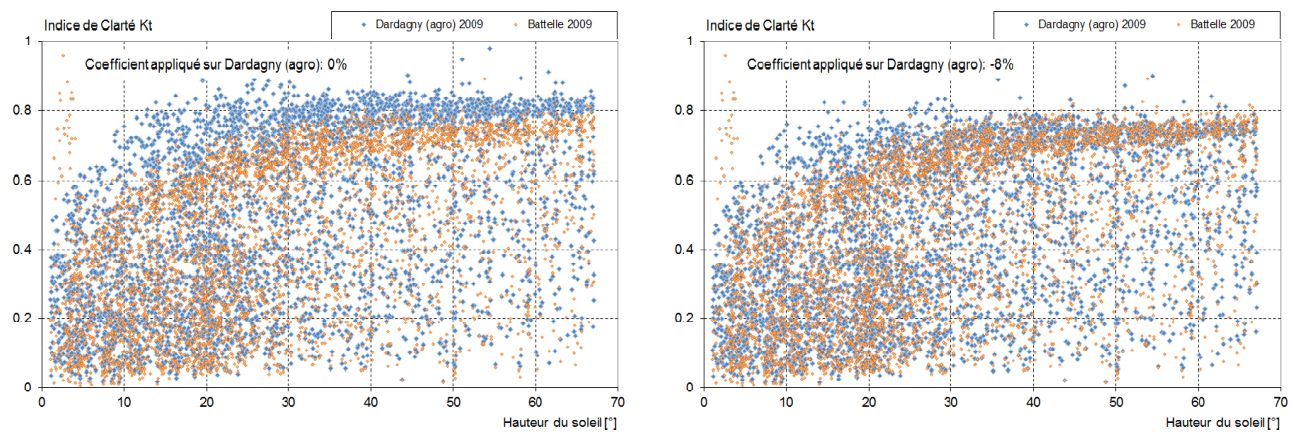 Indice de Clarté Kt
Dardagny (agro) 2009
Battelle 2009
Coefficient appliqué sur Dardagny (agro): 0%
1
0.8
0.6
0.4
0.2
0
0 10 20 30 40 50 60 70
Hauteur du soleil [°]
Indice de Clarté Kt
Dardagny (agro) 2009
Battelle 2009
Coefficient appliqué sur Dardagny (agro): -8%
1
0.8
0.6
0.4
0.2
0
0 10 20 30 40 50 60 70
Hauteur du soleil [°]